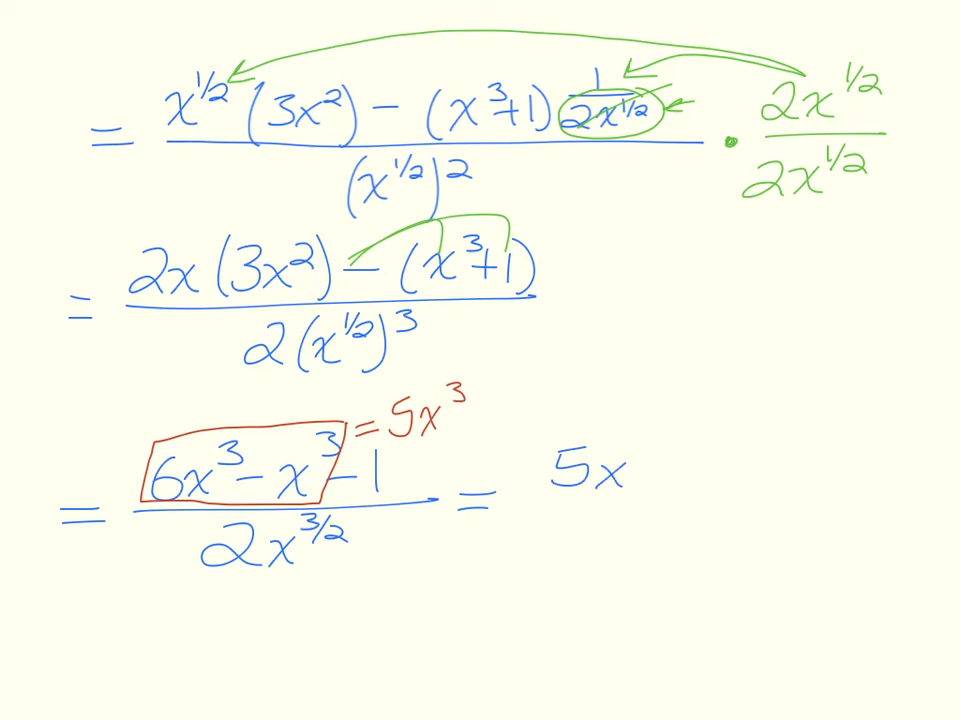 = (x^{1/2} (3x^2) - (x^3+1) 1/(2x^{1/2})) / (x^{1/2})^2 · 2x^{1/2} / 2x^{1/2}
= (2x (3x^2) - (x^3+1)) / 2(x^{1/2})^3
= (6x^3 - x^3 - 1) / 2x^{3/2} = 5x
= 5x^3